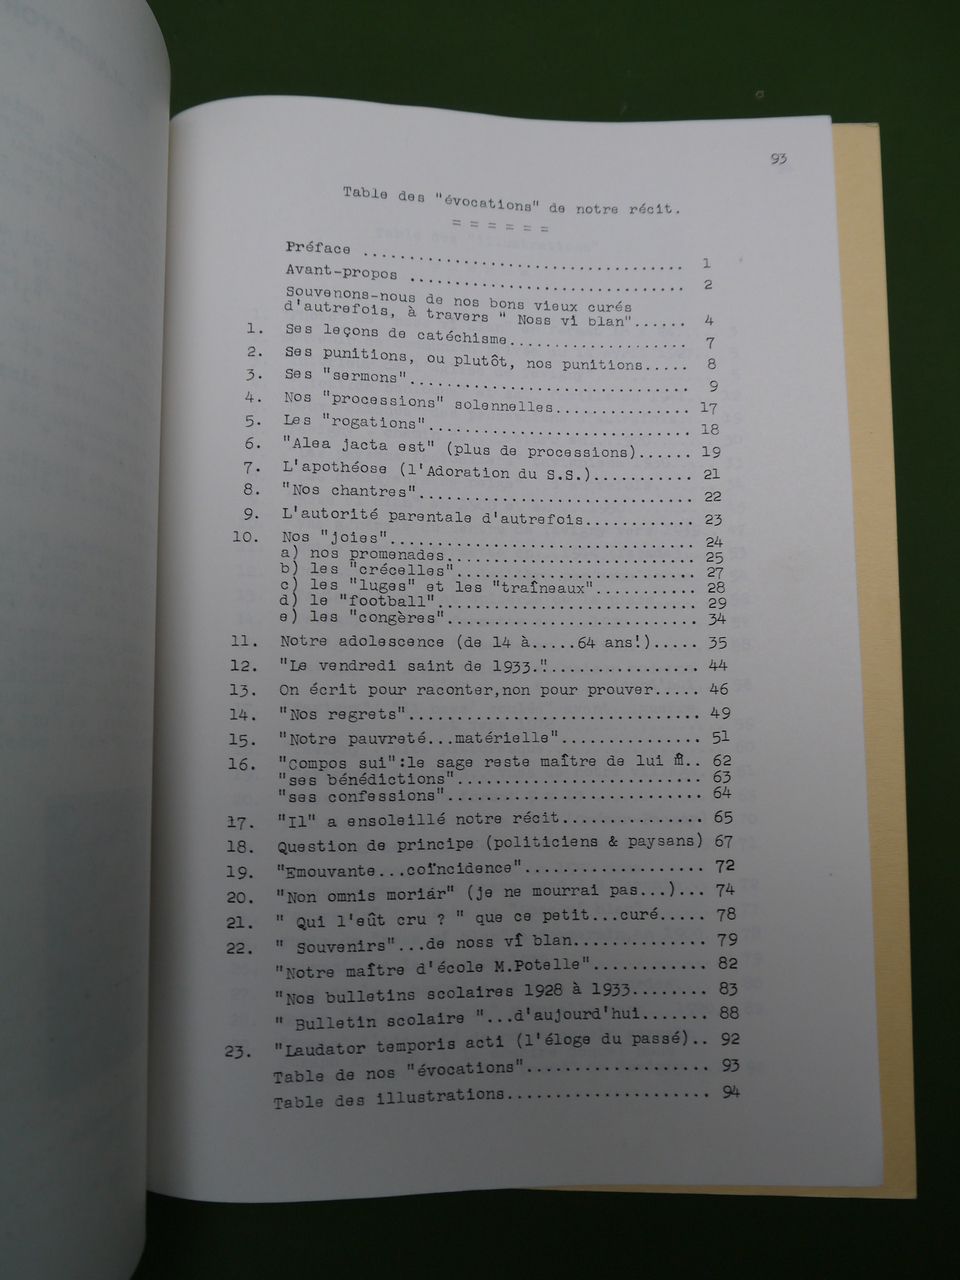 93
Table des "évocations" de notre récit.
= = = = = =
Préface ................................... 1
Avant-propos .............................. 2
Souvenons-nous de nos bons vieux curés
d'autrefois, à travers " Noss vî blan"...... 4
1. Ses leçons de catéchisme.................... 7
2. Ses punitions, ou plutôt, nos punitions..... 8
3. Ses "sermons"............................... 9
4. Nos "processions" solennelles............... 17
5. Les "rogations"............................. 18
6. "Alea jacta est" (plus de processions)...... 19
7. L'apothéose (l'Adoration du S.S.)........... 21
8. "Nos chantres".............................. 22
9. L'autorité parentale d'autrefois............ 23
10. Nos "joies"................................ 24
a) nos promenades.......................... 25
b) les "crécelles"......................... 27
c) les "luges" et les "traîneaux".......... 28
d) le "football"........................... 29
e) les "congères".......................... 34
11. Notre adolescence (de 14 à.....64 ans!)..... 35
12. "Le vendredi saint de 1933."................ 44
13. On écrit pour raconter,non pour prouver..... 46
14. "Nos regrets"............................... 49
15. "Notre pauvreté...matérielle"............... 51
16. "Compos sui":le sage reste maître de lui .. 62
"ses bénédictions".......................... 63
"ses confessions"........................... 64
17. "Il" a ensoleillé notre récit............... 65
18. Question de principe (politiciens & paysans) 67
19. "Emouvante...coïncidence"................... 72
20. "Non omnis moriar" (je ne mourrai pas...)... 74
21. " Qui l'eût cru ? " que ce petit...curé..... 78
22. " Souvenirs"...de noss vî blan.............. 79
"Notre maître d'école M.Potelle"............ 82
"Nos bulletins scolaires 1928 à 1933........ 83
" Bulletin scolaire "...d'aujourd'hui....... 88
23. "Laudator temporis acti (l'éloge du passé).. 92
Table de nos "évocations"................... 93
Table des illustrations..................... 94